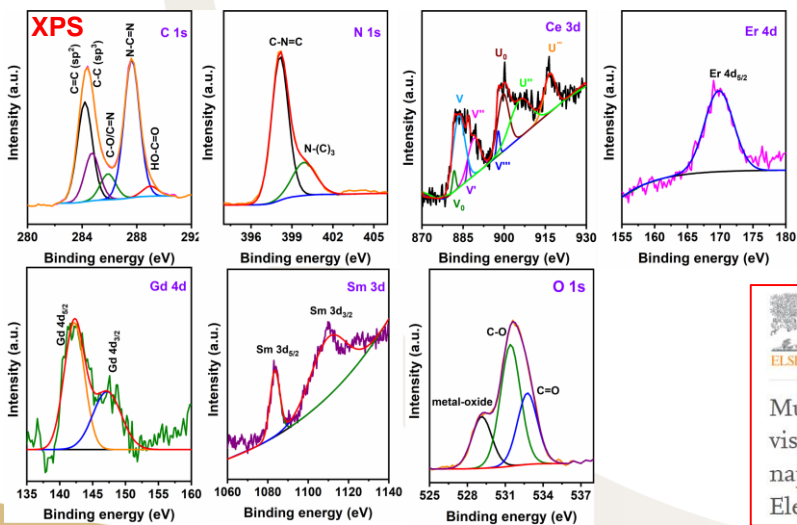 XPS
C 1s
C=C (sp²)
C-C (sp³)
C-O/C=N
N-C=N
HO-C=O
Intensity (a.u.)
280 284 288 292
Binding energy (eV)
N 1s
C-N=C
N-(C)₃
Intensity (a.u.)
396 399 402 405
Binding energy (eV)
Ce 3d
V₀
V
V'
V''
V'''
U₀
U''
U‴
Intensity (a.u.)
870 885 900 915 930
Binding energy (eV)
Er 4d
Er 4d₅/₂
Intensity (a.u.)
155 160 165 170 175 180
Binding energy (eV)
Gd 4d
Gd 4d₅/₂
Gd 4d₃/₂
Intensity (a.u.)
135 140 145 150 155 160
Binding energy (eV)
Sm 3d
Sm 3d₅/₂
Sm 3d₃/₂
Intensity (a.u.)
1060 1080 1100 1120 1140
Binding energy (eV)
O 1s
metal-oxide
C-O
C=O
Intensity (a.u.)
525 528 531 534 537
Binding energy (eV)
Mu
vis
Ele